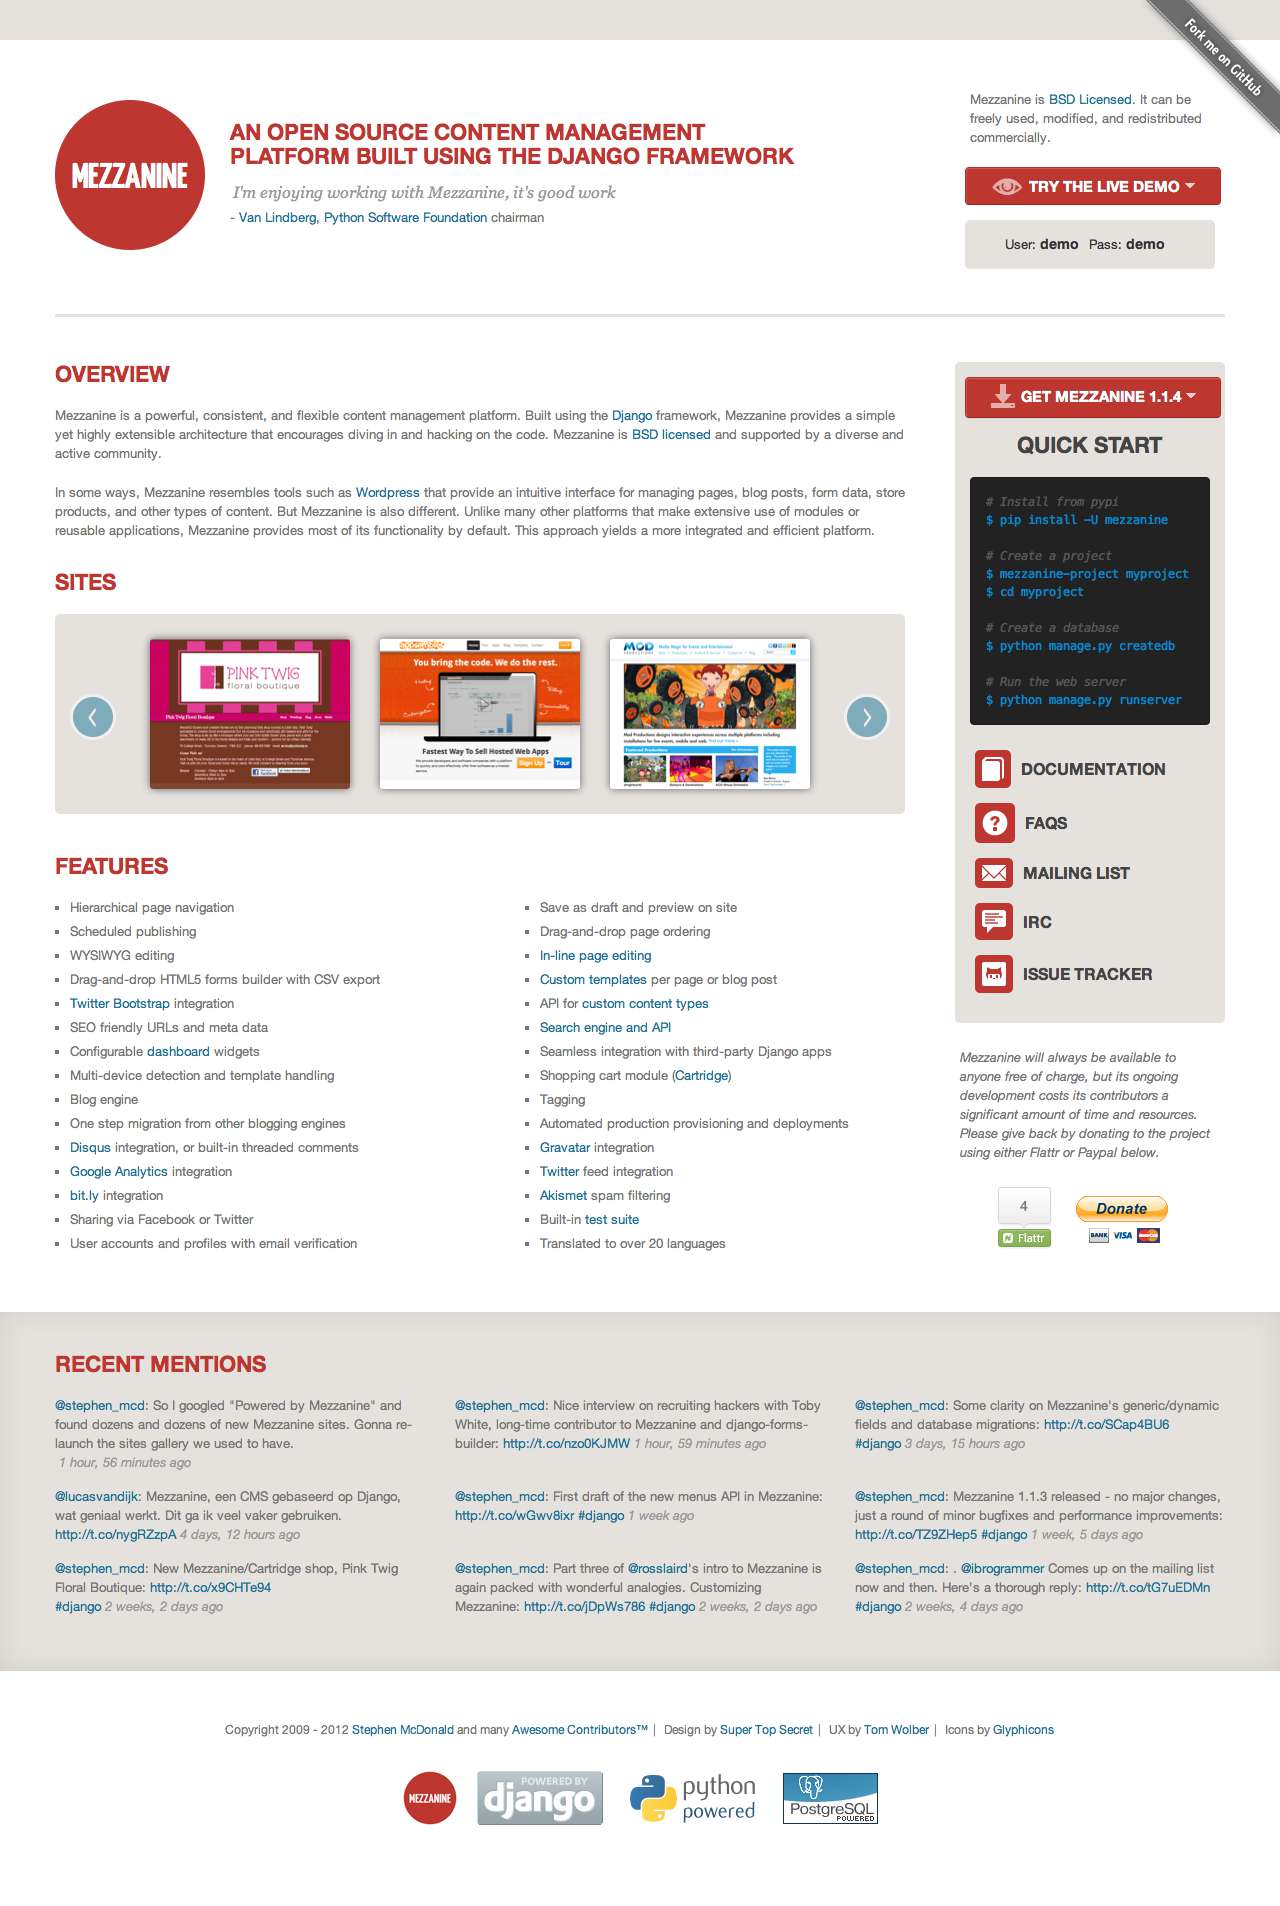 Fork me on GitHub
MEZZANINE
AN OPEN SOURCE CONTENT MANAGEMENT
PLATFORM BUILT USING THE DJANGO FRAMEWORK
I'm enjoying working with Mezzanine, it's good work
- Van Lindberg, Python Software Foundation chairman
Mezzanine is BSD Licensed. It can be
freely used, modified, and redistributed
commercially.
TRY THE LIVE DEMO
User: demo Pass: demo
OVERVIEW
Mezzanine is a powerful, consistent, and flexible content management platform. Built using the Django framework, Mezzanine provides a simple
yet highly extensible architecture that encourages diving in and hacking on the code. Mezzanine is BSD licensed and supported by a diverse and
active community.
In some ways, Mezzanine resembles tools such as Wordpress that provide an intuitive interface for managing pages, blog posts, form data, store
products, and other types of content. But Mezzanine is also different. Unlike many other platforms that make extensive use of modules or
reusable applications, Mezzanine provides most of its functionality by default. This approach yields a more integrated and efficient platform.
SITES
PINK TWIG
floral boutique
Pink Twig Floral Boutique
You bring the code. We do the rest.
Fastest Way To Sell Hosted Web Apps
Sign Up
Tour
MOD
Featured Productions
FEATURES
Hierarchical page navigation
Scheduled publishing
WYSIWYG editing
Drag-and-drop HTML5 forms builder with CSV export
Twitter Bootstrap integration
SEO friendly URLs and meta data
Configurable dashboard widgets
Multi-device detection and template handling
Blog engine
One step migration from other blogging engines
Disqus integration, or built-in threaded comments
Google Analytics integration
bit.ly integration
Sharing via Facebook or Twitter
User accounts and profiles with email verification
Save as draft and preview on site
Drag-and-drop page ordering
In-line page editing
Custom templates per page or blog post
API for custom content types
Search engine and API
Seamless integration with third-party Django apps
Shopping cart module (Cartridge)
Tagging
Automated production provisioning and deployments
Gravatar integration
Twitter feed integration
Akismet spam filtering
Built-in test suite
Translated to over 20 languages
GET MEZZANINE 1.1.4
QUICK START
# Install from pypi
$ pip install -U mezzanine
# Create a project
$ mezzanine-project myproject
$ cd myproject
# Create a database
$ python manage.py createdb
# Run the web server
$ python manage.py runserver
DOCUMENTATION
FAQS
MAILING LIST
IRC
ISSUE TRACKER
Mezzanine will always be available to
anyone free of charge, but its ongoing
development costs its contributors a
significant amount of time and resources.
Please give back by donating to the project
using either Flattr or Paypal below.
4
Flattr
Donate
BANK VISA
RECENT MENTIONS
@stephen_mcd: So I googled "Powered by Mezzanine" and
found dozens and dozens of new Mezzanine sites. Gonna re-
launch the sites gallery we used to have.
1 hour, 56 minutes ago
@stephen_mcd: Nice interview on recruiting hackers with Toby
White, long-time contributor to Mezzanine and django-forms-
builder: http://t.co/nzo0KJMW 1 hour, 59 minutes ago
@stephen_mcd: Some clarity on Mezzanine's generic/dynamic
fields and database migrations: http://t.co/SCap4BU6
#django 3 days, 15 hours ago
@lucasvandijk: Mezzanine, een CMS gebaseerd op Django,
wat geniaal werkt. Dit ga ik veel vaker gebruiken.
http://t.co/nygRZzpA 4 days, 12 hours ago
@stephen_mcd: First draft of the new menus API in Mezzanine:
http://t.co/wGwv8ixr #django 1 week ago
@stephen_mcd: Mezzanine 1.1.3 released - no major changes,
just a round of minor bugfixes and performance improvements:
http://t.co/TZ9ZHep5 #django 1 week, 5 days ago
@stephen_mcd: New Mezzanine/Cartridge shop, Pink Twig
Floral Boutique: http://t.co/x9CHTe94
#django 2 weeks, 2 days ago
@stephen_mcd: Part three of @rosslaird's intro to Mezzanine is
again packed with wonderful analogies. Customizing
Mezzanine: http://t.co/jDpWs786 #django 2 weeks, 2 days ago
@stephen_mcd: . @ibrogrammer Comes up on the mailing list
now and then. Here's a thorough reply: http://t.co/tG7uEDMn
#django 2 weeks, 4 days ago
Copyright 2009 - 2012 Stephen McDonald and many Awesome Contributors™ | Design by Super Top Secret | UX by Tom Wolber | Icons by Glyphicons
MEZZANINE
POWERED BY
django
python
powered
PostgreSQL
POWERED